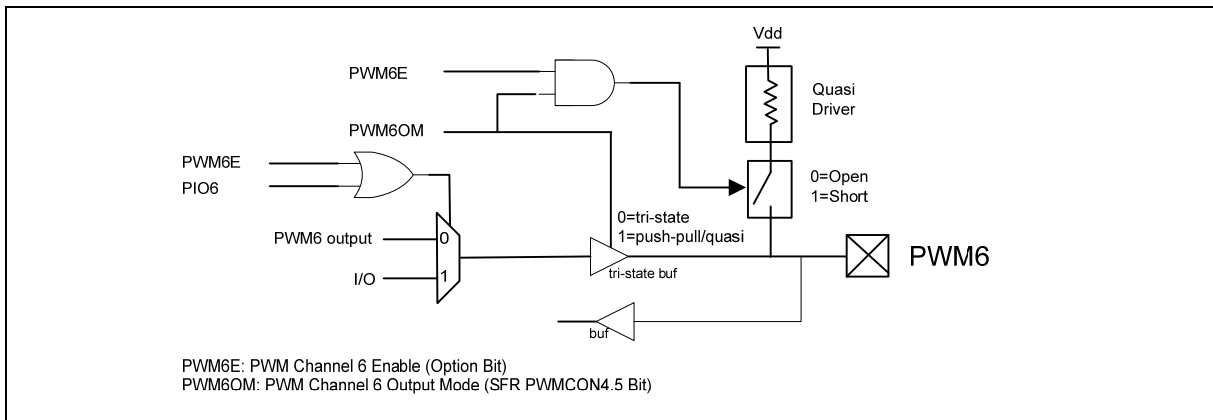 Vdd
PWM6E
Quasi
Driver
PWM6OM
PWM6E
PIO6
0=Open
1=Short
0=tri-state
1=push-pull/quasi
PWM6 output
0
PWM6
I/O
1
tri-state buf
buf
PWM6E: PWM Channel 6 Enable (Option Bit)
PWM6OM: PWM Channel 6 Output Mode (SFR PWMCON4.5 Bit)